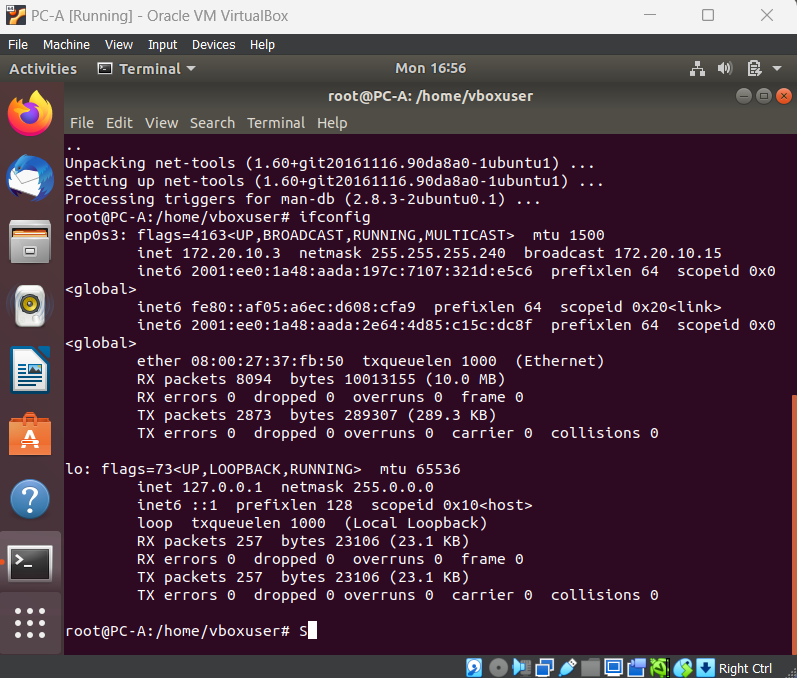 PC-A [Running] - Oracle VM VirtualBox
File Machine View Input Devices Help
Activities Terminal Mon 16:56
root@PC-A: /home/vboxuser
File Edit View Search Terminal Help
..
Unpacking net-tools (1.60+git20161116.90da8a0-1ubuntu1) ...
Setting up net-tools (1.60+git20161116.90da8a0-1ubuntu1) ...
Processing triggers for man-db (2.8.3-2ubuntu0.1) ...
root@PC-A:/home/vboxuser# ifconfig
enp0s3: flags=4163<UP,BROADCAST,RUNNING,MULTICAST>  mtu 1500
        inet 172.20.10.3  netmask 255.255.255.240  broadcast 172.20.10.15
        inet6 2001:ee0:1a48:aada:197c:7107:321d:e5c6  prefixlen 64  scopeid 0x0
<global>
        inet6 fe80::af05:a6ec:d608:cfa9  prefixlen 64  scopeid 0x20<link>
        inet6 2001:ee0:1a48:aada:2e64:4d85:c15c:dc8f  prefixlen 64  scopeid 0x0
<global>
        ether 08:00:27:37:fb:50  txqueuelen 1000  (Ethernet)
        RX packets 8094  bytes 10013155 (10.0 MB)
        RX errors 0  dropped 0  overruns 0  frame 0
        TX packets 2873  bytes 289307 (289.3 KB)
        TX errors 0  dropped 0 overruns 0  carrier 0  collisions 0
lo: flags=73<UP,LOOPBACK,RUNNING>  mtu 65536
        inet 127.0.0.1  netmask 255.0.0.0
        inet6 ::1  prefixlen 128  scopeid 0x10<host>
        loop  txqueuelen 1000  (Local Loopback)
        RX packets 257  bytes 23106 (23.1 KB)
        RX errors 0  dropped 0  overruns 0  frame 0
        TX packets 257  bytes 23106 (23.1 KB)
        TX errors 0  dropped 0 overruns 0  carrier 0  collisions 0
root@PC-A:/home/vboxuser# S
Right Ctrl